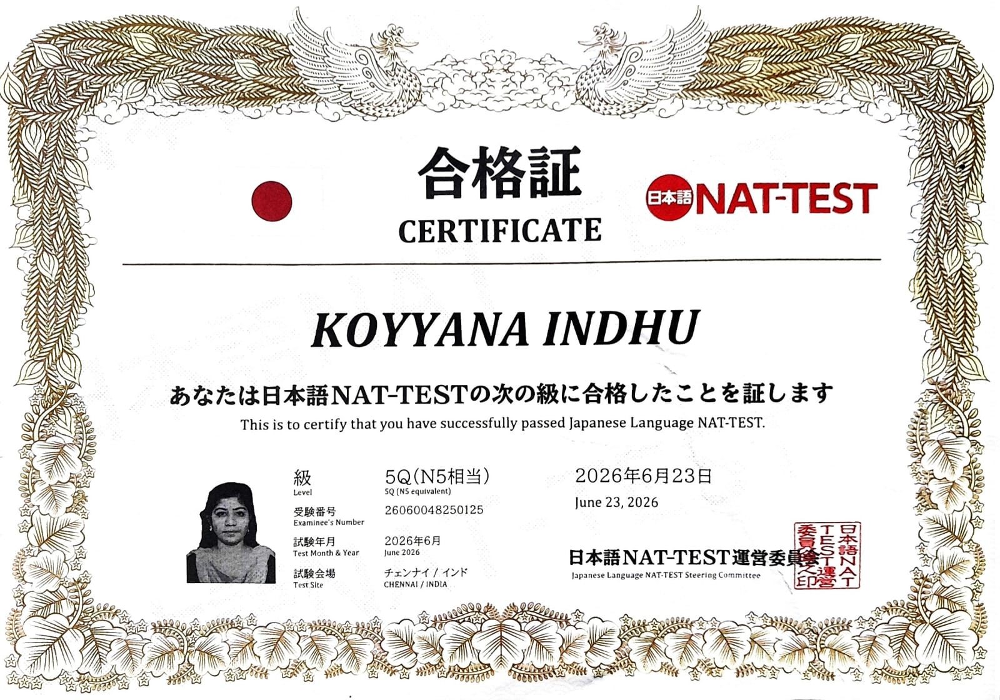 合格証
CERTIFICATE
日本語 NAT-TEST
KOYYANA INDHU
あなたは日本語NAT-TESTの次の級に合格したことを証します
This is to certify that you have successfully passed Japanese Language NAT-TEST.
級 5Q(N5相当)
Level 5Q (N5 equivalent)
受験番号 26060048250125
Examinee's Number
試験年月 2026年6月
Test Month & Year June 2026
試験会場 チェンナイ / インド
Test Site CHENNAI / INDIA
2026年6月23日
June 23, 2026
日本語NAT-TEST運営委員会
Japanese Language NAT-TEST Steering Committee
日本語NAT
TEST運営
委員会之印